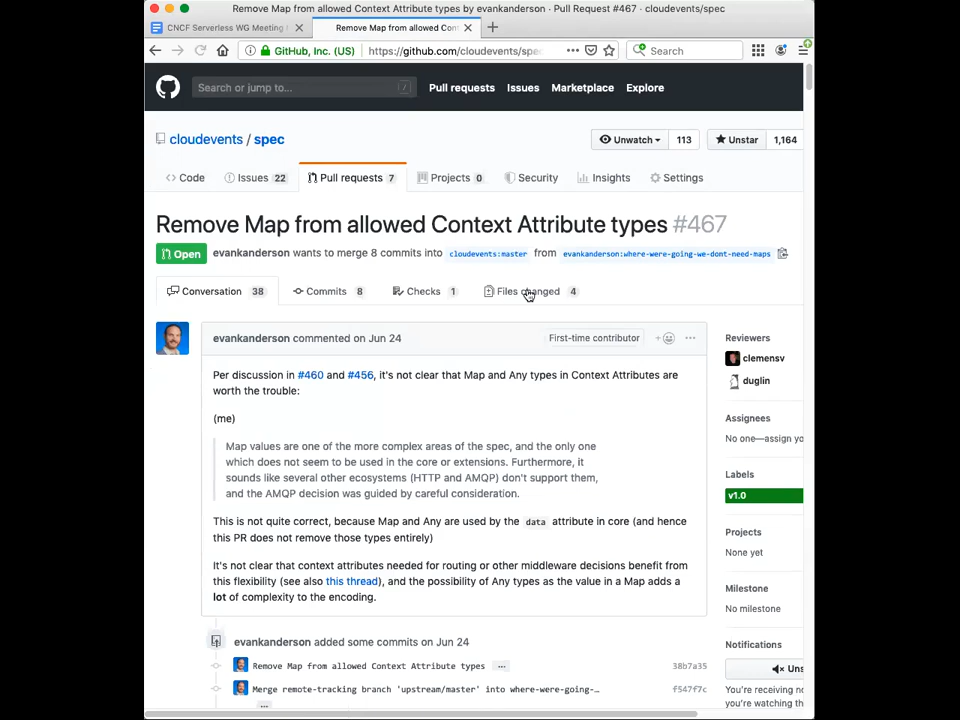 Remove Map from allowed Context Attribute types by evankanderson · Pull Request #467 · cloudevents/spec
CNCF Serverless WG Meeting
Remove Map from allowed Con
GitHub, Inc. (US)
https://github.com/cloudevents/spe
Search
Search or jump to...
/
Pull requests
Issues
Marketplace
Explore
cloudevents / spec
Unwatch
113
Unstar
1,164
Code
Issues 22
Pull requests 7
Projects 0
Security
Insights
Settings
Remove Map from allowed Context Attribute types #467
Open
evankanderson wants to merge 8 commits into cloudevents:master from evankanderson:where-were-going-we-dont-need-maps
Conversation 38
Commits 8
Checks 1
Files changed 4
evankanderson commented on Jun 24
First-time contributor
Per discussion in #460 and #456, it's not clear that Map and Any types in Context Attributes are
worth the trouble:
(me)
Map values are one of the more complex areas of the spec, and the only one
which does not seem to be used in the core or extensions. Furthermore, it
sounds like several other ecosystems (HTTP and AMQP) don't support them,
and the AMQP decision was guided by careful consideration.
This is not quite correct, because Map and Any are used by the data attribute in core (and hence
this PR does not remove those types entirely)
It's not clear that context attributes needed for routing or other middleware decisions benefit from
this flexibility (see also this thread), and the possibility of Any types as the value in a Map adds a
lot of complexity to the encoding.
evankanderson added some commits on Jun 24
Remove Map from allowed Context Attribute types ...
38b7a35
Merge remote-tracking branch 'upstream/master' into where-were-going-…
f547f7c
...
Reviewers
clemensv
duglin
Assignees
No one—assign yo
Labels
v1.0
Projects
None yet
Milestone
No milestone
Notifications
Uns
You're receiving no
you're watching th